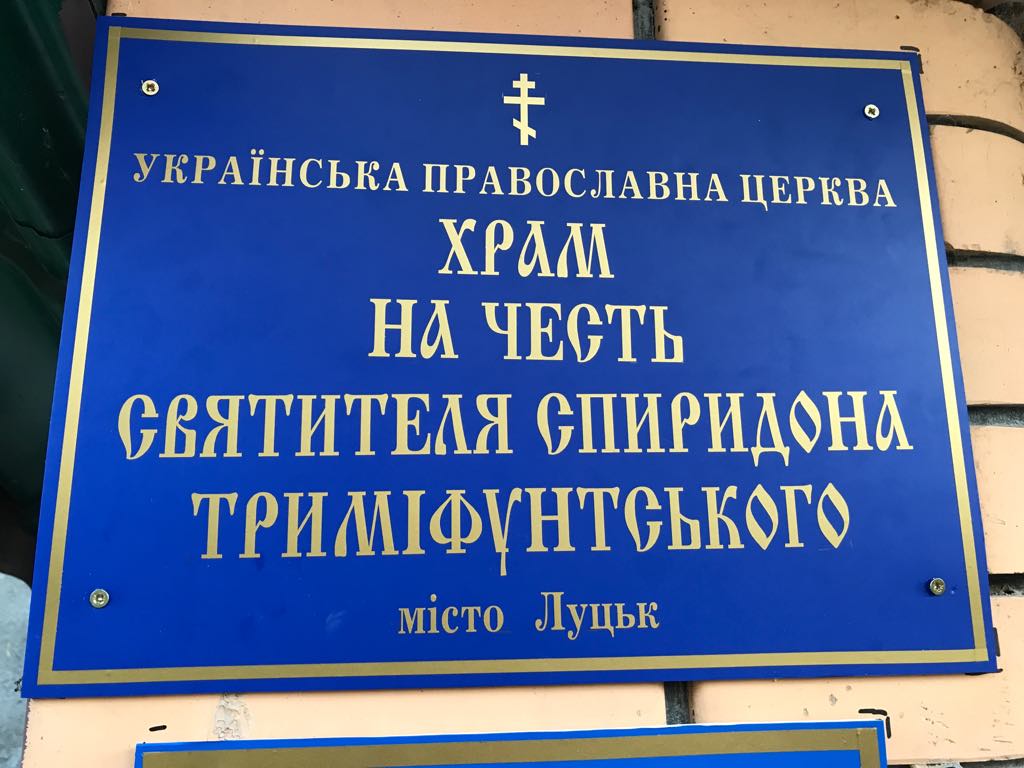 УКРАЇНСЬКА ПРАВОСЛАВНА ЦЕРКВА
ХРАМ
НА ЧЕСТЬ
СВЯТИТЕЛЯ СПИРИДОНА
ТРИМІФУНТСЬКОГО
місто Луцьк